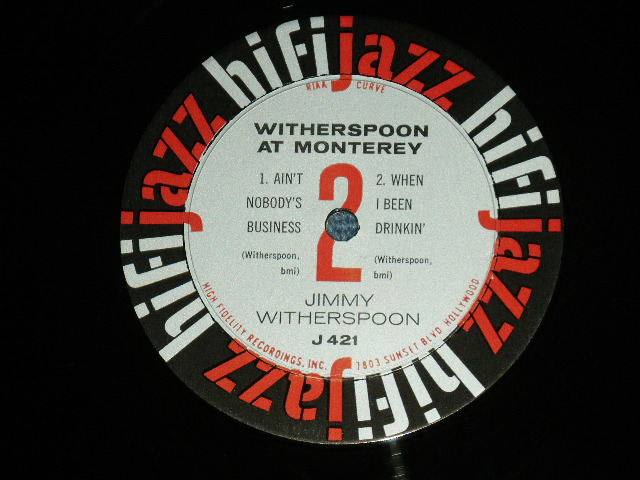 hifijazz
hifijazz
hifijazz
hifijazz
RIAA CURVE
WITHERSPOON
AT MONTEREY
2
1. AIN'T
NOBODY'S
BUSINESS
(Witherspoon,
bmi)
2. WHEN
I BEEN
DRINKIN'
(Witherspoon,
bmi)
JIMMY
WITHERSPOON
J 421
HIGH FIDELITY RECORDINGS, INC. 7803 SUNSET BLVD HOLLYWOOD